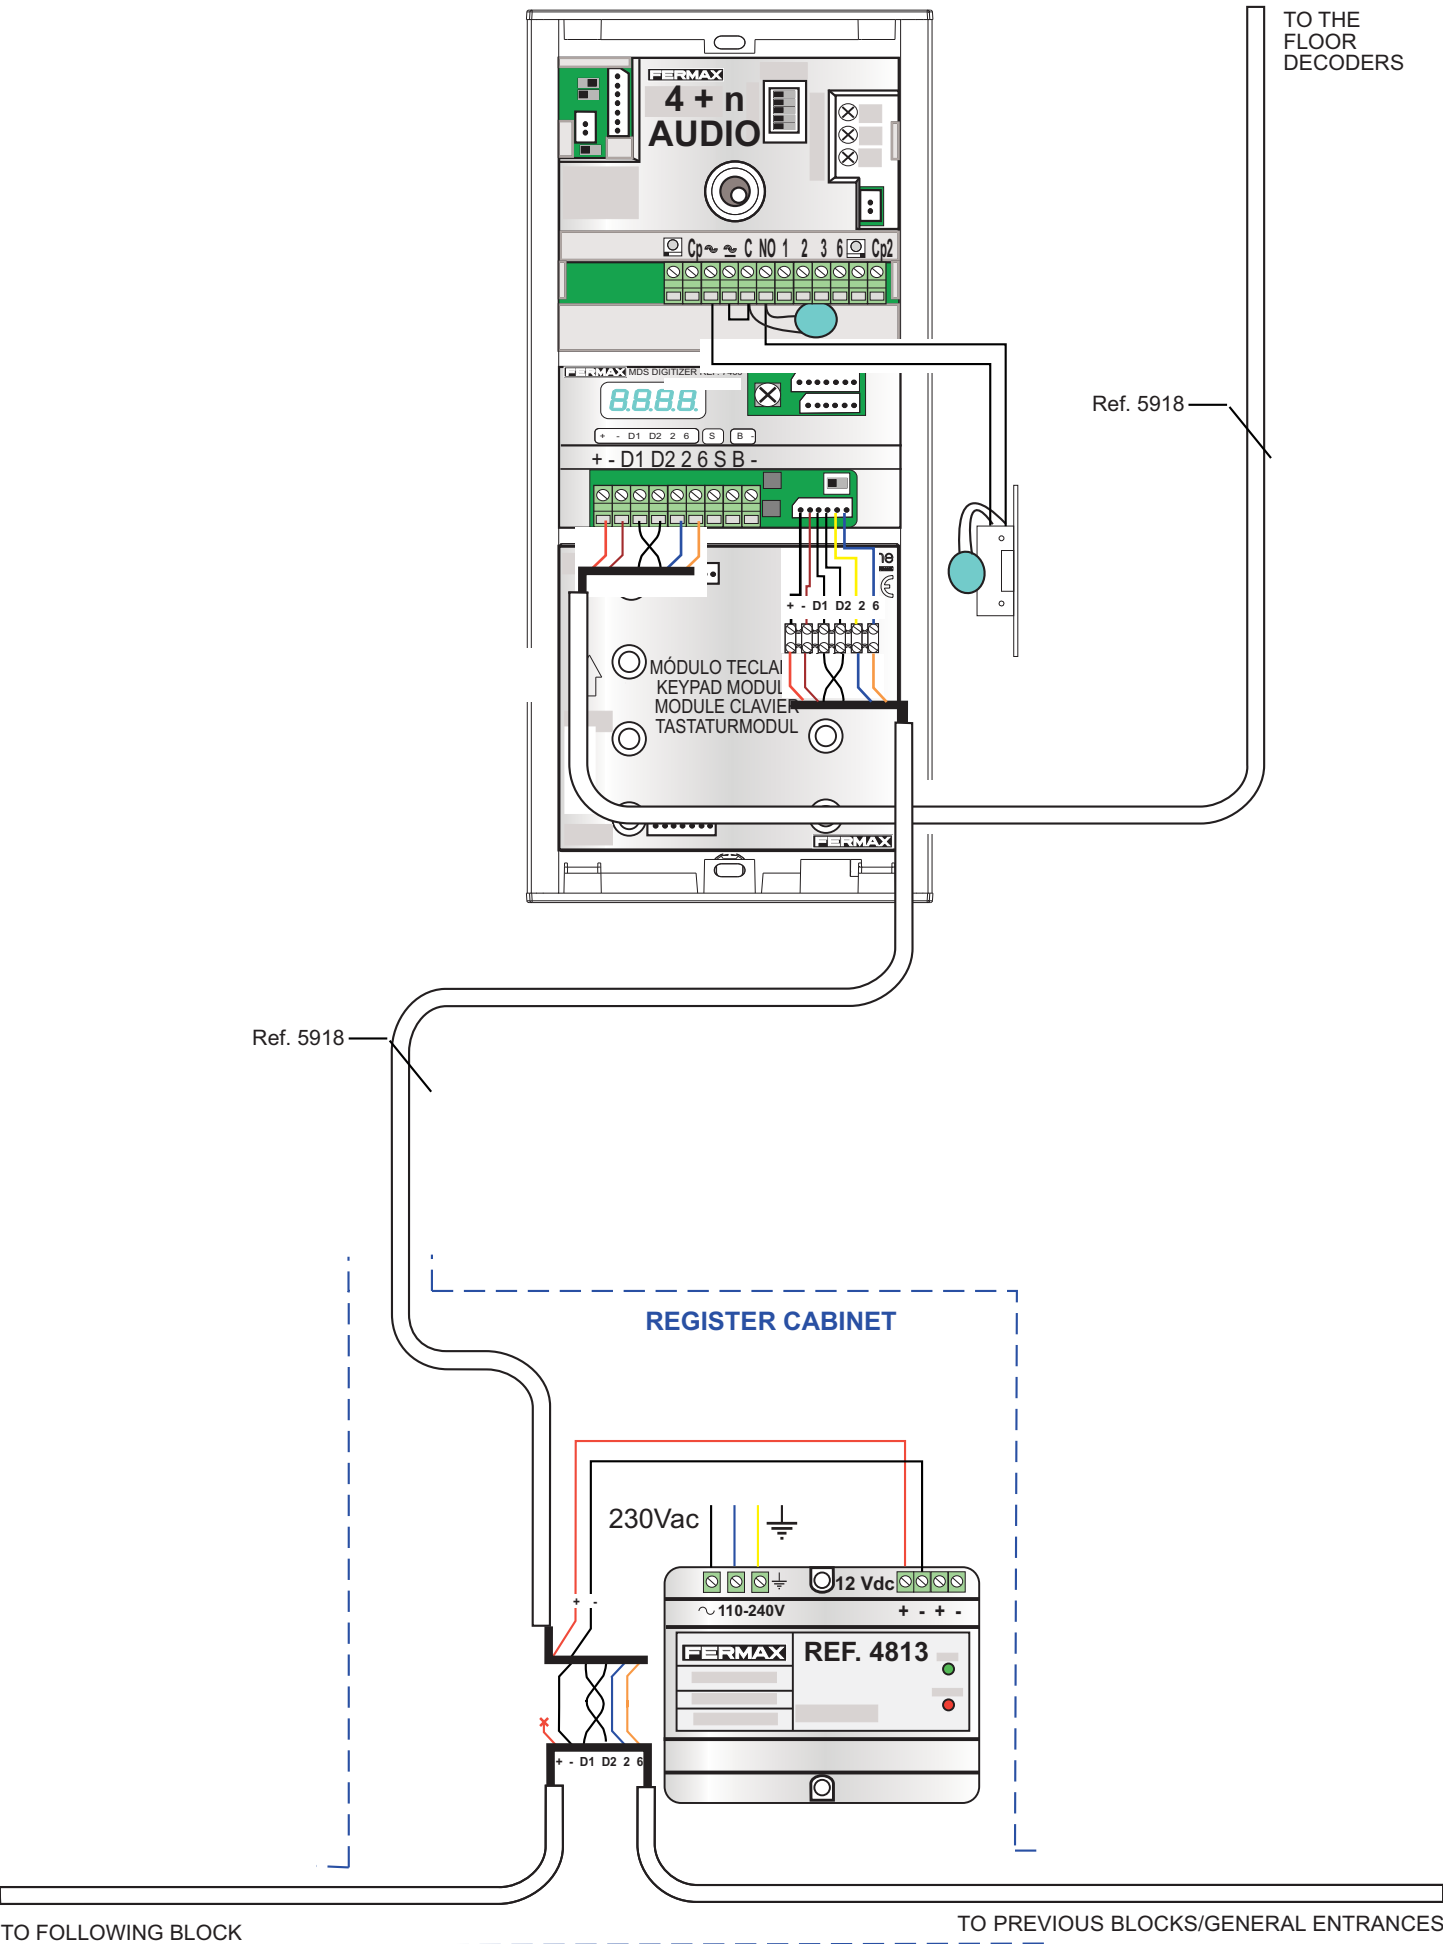 TO THE
FLOOR
DECODERS
FERMAX
4 + n
AUDIO
Cp C NO 1 2 3 6 Cp2
FERMAX MDS DIGITIZER
8.8.8.8.
+ - D1 D2 2 6 S B -
+ - D1 D2 2 6 S B -
Ref. 5918
+ - D1 D2 2 6
MÓDULO TECLA
KEYPAD MODUL
MODULE CLAVIER
TASTATURMODUL
FERMAX
Ref. 5918
REGISTER CABINET
230Vac
12 Vdc
+ -
110-240V
+ - + -
FERMAX
REF. 4813
+ - D1 D2 2 6
TO FOLLOWING BLOCK
TO PREVIOUS BLOCKS/GENERAL ENTRANCES